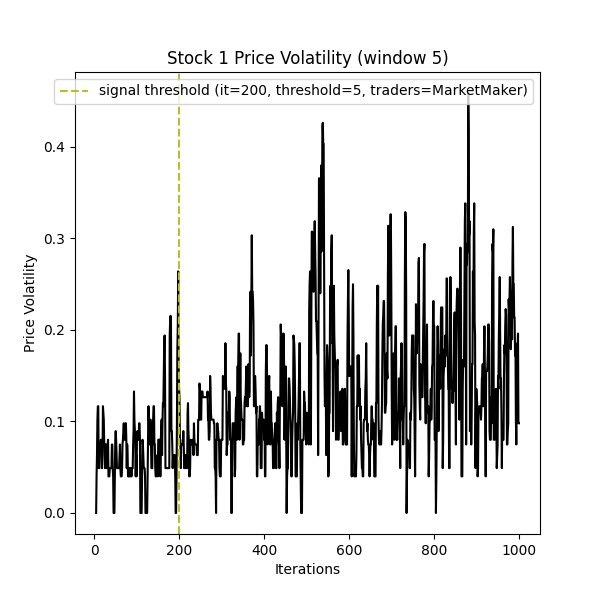 Stock 1 Price Volatility (window 5)
signal threshold (it=200, threshold=5, traders=MarketMaker)
Price Volatility
0.4
0.3
0.2
0.1
0.0
0 200 400 600 800 1000
Iterations